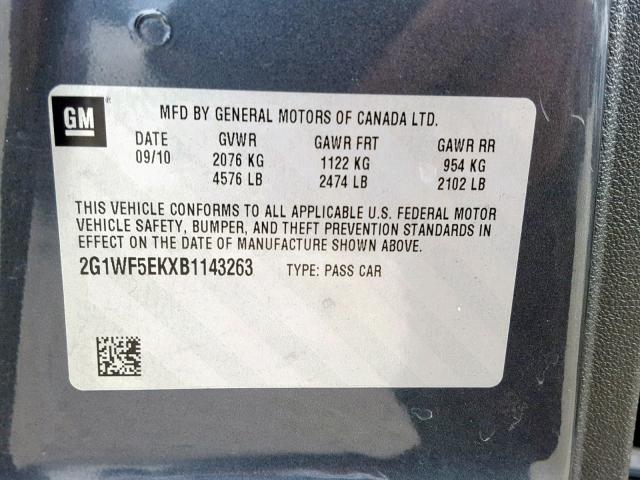 GM
MFD BY GENERAL MOTORS OF CANADA LTD.
DATE GVWR GAWR FRT GAWR RR
09/10 2076 KG 1122 KG 954 KG
4576 LB 2474 LB 2102 LB
THIS VEHICLE CONFORMS TO ALL APPLICABLE U.S. FEDERAL MOTOR
VEHICLE SAFETY, BUMPER, AND THEFT PREVENTION STANDARDS IN
EFFECT ON THE DATE OF MANUFACTURE SHOWN ABOVE.
2G1WF5EKXB1143263 TYPE: PASS CAR